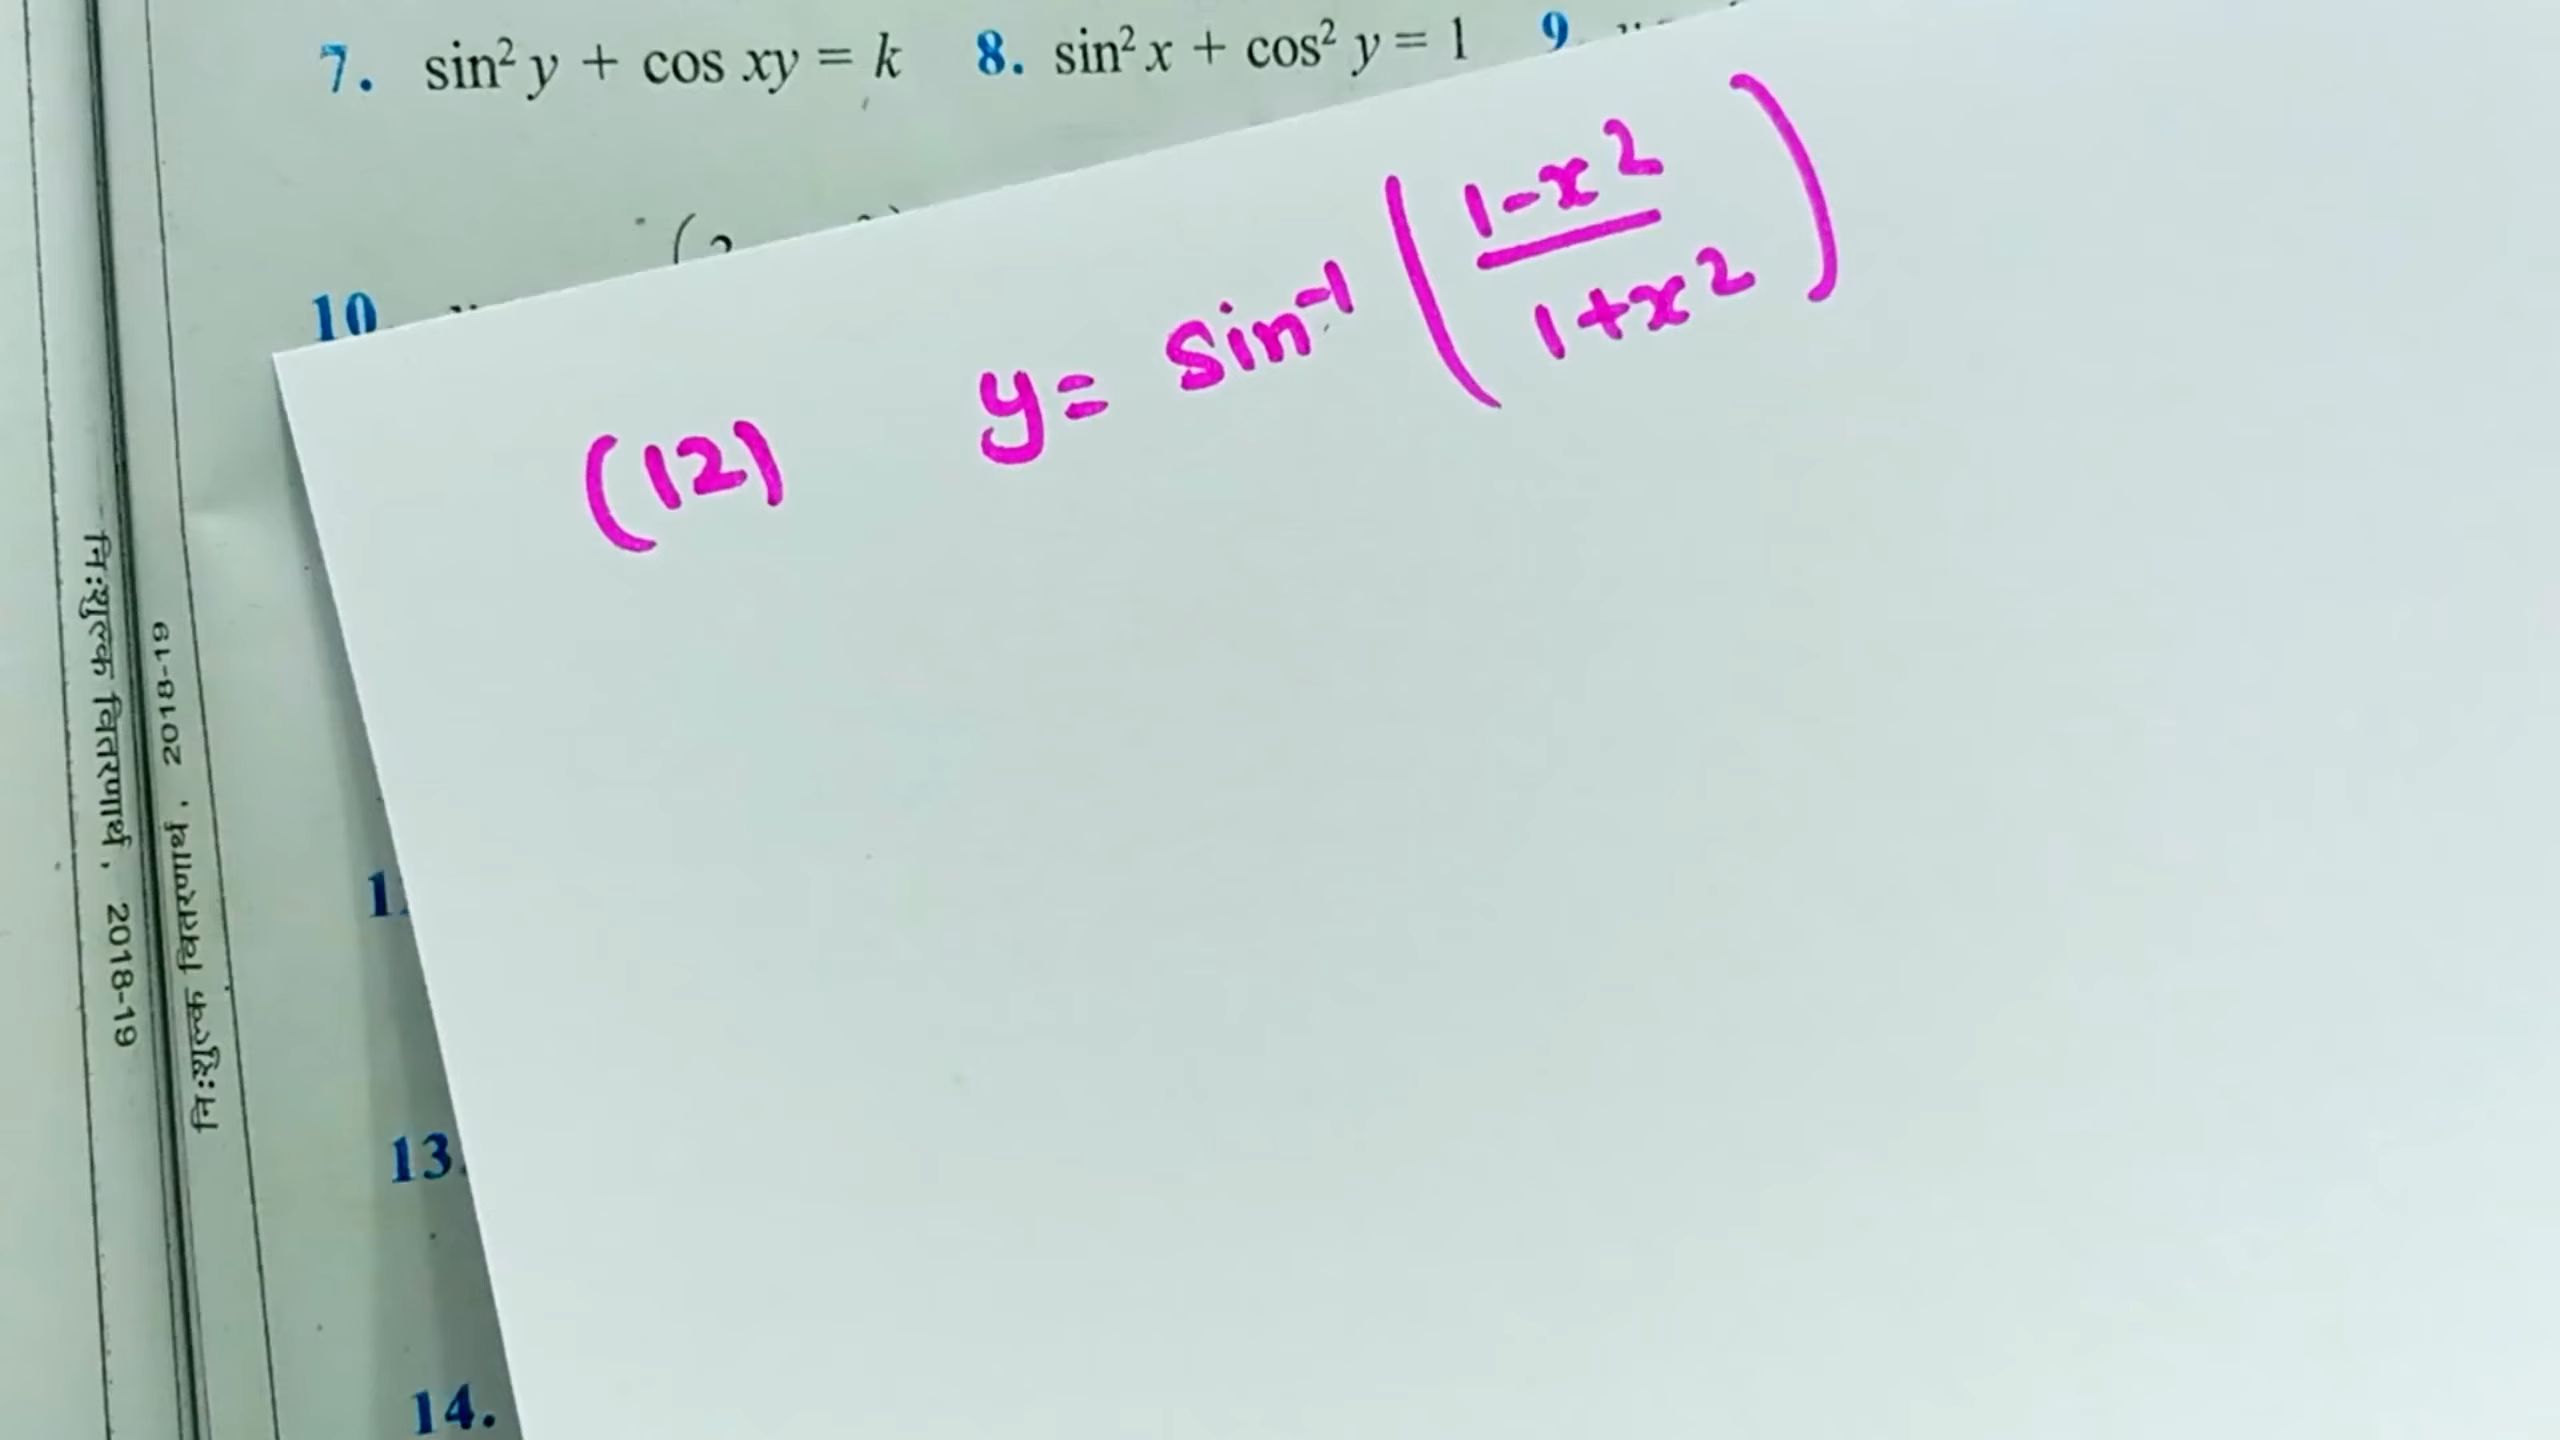 7. sin² y + cos xy = k 8. sin² x + cos² y = 1 9
10
(12) y = sin⁻¹ ( (1-x²) / (1+x²) )
13.
14.
निःशुल्क वितरणार्थ, 2018-19
2018-19